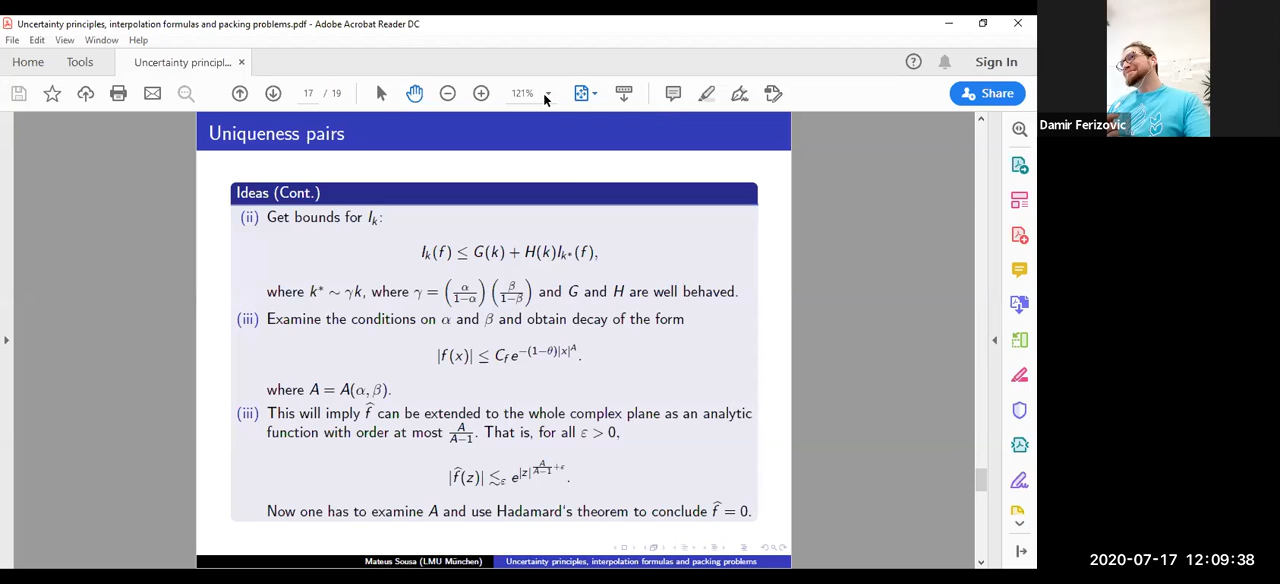 Uncertainty principles, interpolation formulas and packing problems.pdf - Adobe Acrobat Reader DC
File Edit View Window Help
Home Tools Uncertainty principl... × Sign In
17 / 19 121% Share
Damir Ferizovic
Uniqueness pairs
Ideas (Cont.)
(ii) Get bounds for I_k:
I_k(f) ≤ G(k) + H(k)I_{k*}(f),
where k* ∼ γk, where γ = (α/(1−α)) (β/(1−β)) and G and H are well behaved.
(iii) Examine the conditions on α and β and obtain decay of the form
|f(x)| ≤ C_f e^{−(1−θ)|x|^A}.
where A = A(α, β).
(iii) This will imply f̂ can be extended to the whole complex plane as an analytic
function with order at most A/(A−1). That is, for all ε > 0,
|f̂(z)| ≲_ε e^{|z|^{A/(A−1)+ε}}.
Now one has to examine A and use Hadamard's theorem to conclude f̂ = 0.
Mateus Sousa (LMU München) Uncertainty principles, interpolation formulas and packing problems
2020-07-17 12:09:38